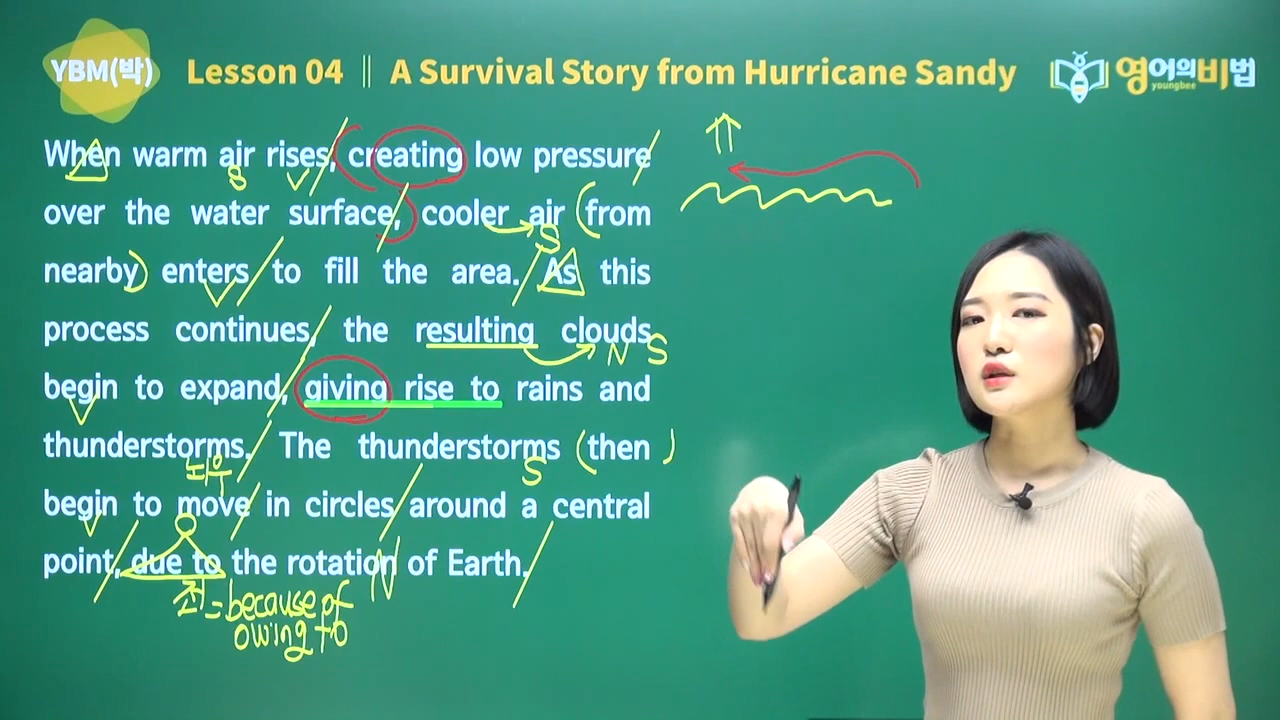 YBM(박)
Lesson 04 || A Survival Story from Hurricane Sandy
영어의비법
youngbee
When warm air rises, creating low pressure
S
over the water surface, cooler air (from
S
nearby) enters to fill the area. As this
process continues, the resulting clouds
N S
begin to expand, giving rise to rains and
thunderstorms. The thunderstorms (then)
뇌우 S
begin to move in circles around a central
point, due to the rotation of Earth.
전 = because of N
owing to